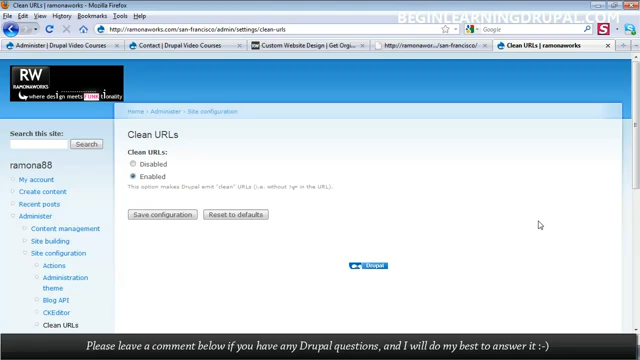 Clean URLs | ramonaworks - Mozilla Firefox
BEGINLEARNINGDRUPAL.COM
File Edit View History Bookmarks Tools Help
http://ramonaworks.com/san-francisco/admin/settings/clean-urls
Google
Administer | Drupal Video Courses
Contact | Drupal Video Courses
Custom Website Design | Get Orgi...
http://ramonawor.../san-francisco/
Clean URLs | ramonaworks
RW
RAMONAWORKS
where design meets FUNKtionality
Home › Administer › Site configuration
Search this site:
Search
Clean URLs
Clean URLs:
Disabled
Enabled
This option makes Drupal emit "clean" URLs (i.e. without ?q= in the URL).
Save configuration
Reset to defaults
ramona88
My account
Create content
Recent posts
Administer
Content management
Site building
Site configuration
Actions
Administration
theme
Blog API
CKEditor
Clean URLs
Drupal
Please leave a comment below if you have any Drupal questions, and I will do my best to answer it :-)